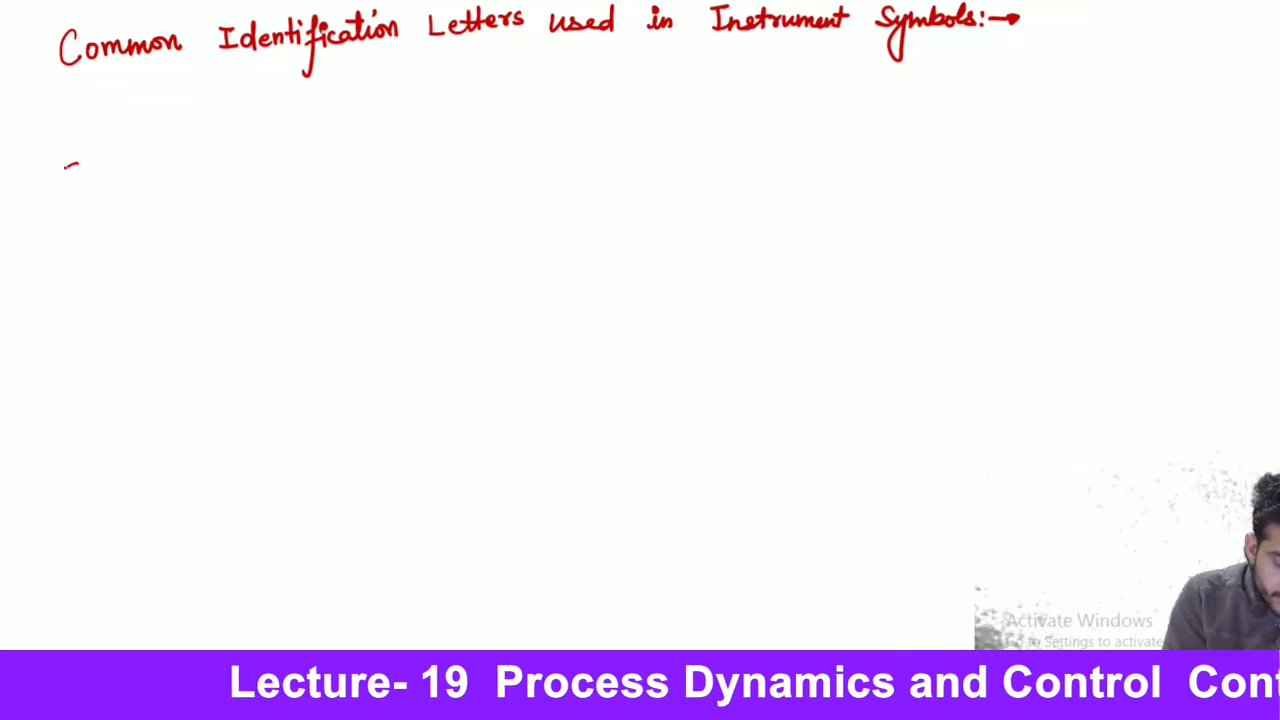 Common Identification Letters used in Instrument Symbols:→
Activate Windows
Go to Settings to activate
Lecture- 19 Process Dynamics and Control Cont